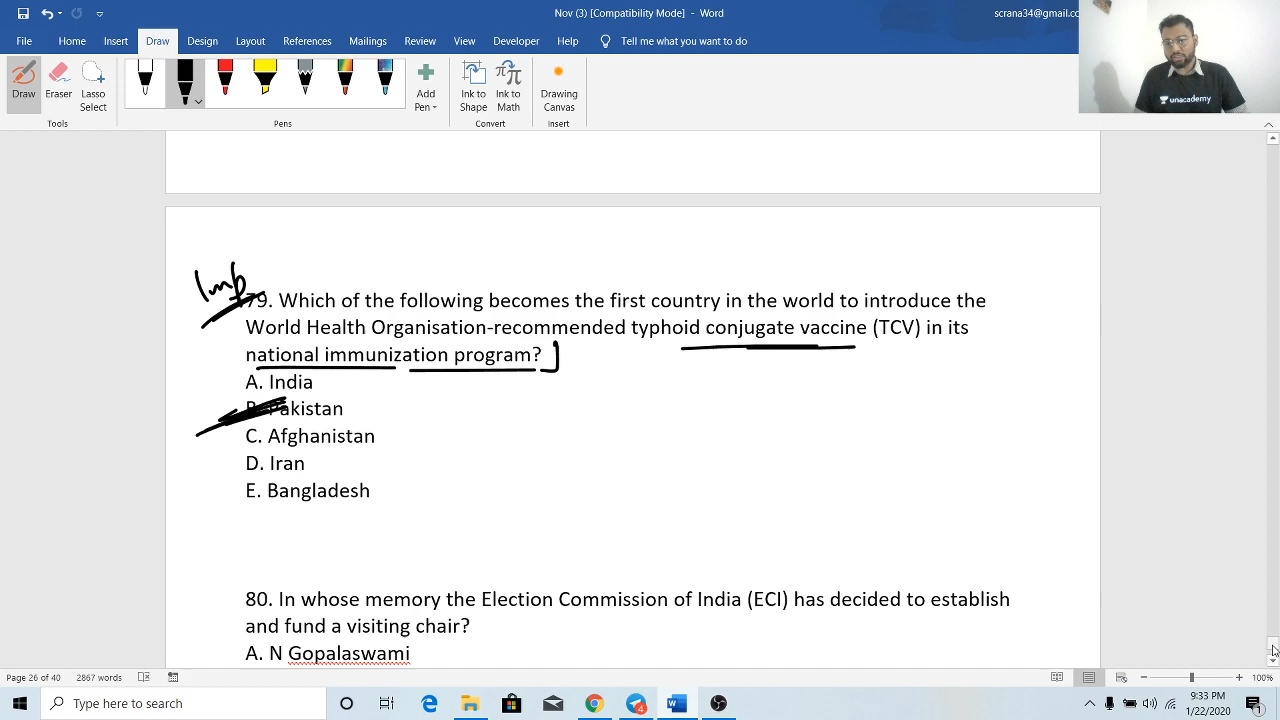 Nov (3) [Compatibility Mode] - Word
scrana34@gmail.co
File Home Insert Draw Design Layout References Mailings Review View Developer Help Tell me what you want to do
Draw Eraser Lasso Select Add Pen Ink to Shape Ink to Math Drawing Canvas
Tools Pens Convert Insert
unacademy
Imp
79. Which of the following becomes the first country in the world to introduce the
World Health Organisation-recommended typhoid conjugate vaccine (TCV) in its
national immunization program?
A. India
B. Pakistan
C. Afghanistan
D. Iran
E. Bangladesh
80. In whose memory the Election Commission of India (ECI) has decided to establish
and fund a visiting chair?
A. N Gopalaswami
Page 26 of 40 2867 words 100%
Type here to search
4
9:33 PM
1/22/2020
1